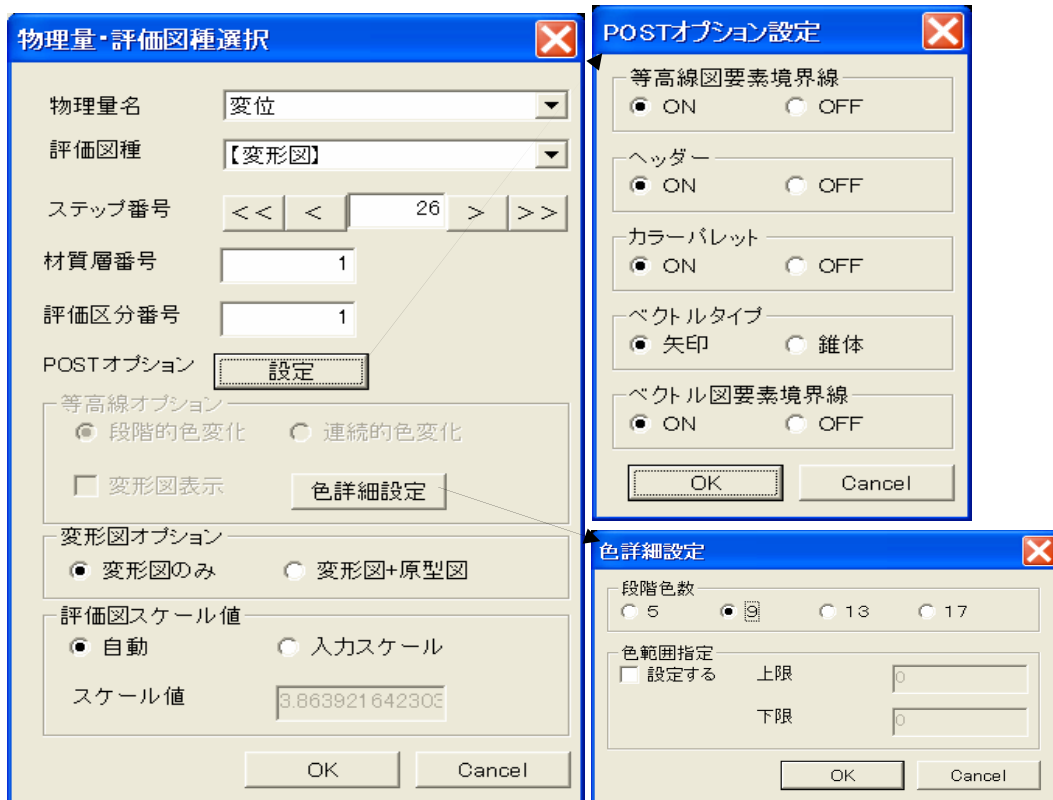 物理量・評価図種選択
物理量名 変位
評価図種 【変形図】
ステップ番号 << < 26 > >>
材質層番号 1
評価区分番号 1
POSTオプション 設定
等高線オプション
段階的色変化 連続的色変化
変形図表示 色詳細設定
変形図オプション
変形図のみ 変形図+原型図
評価図スケール値
自動 入力スケール
スケール値 3.863921642303
OK Cancel
POSTオプション設定
等高線図要素境界線
ON OFF
ヘッダー
ON OFF
カラーパレット
ON OFF
ベクトルタイプ
矢印 錐体
ベクトル図要素境界線
ON OFF
OK Cancel
色詳細設定
段階色数
5 9 13 17
色範囲指定
設定する 上限 0
下限 0
OK Cancel